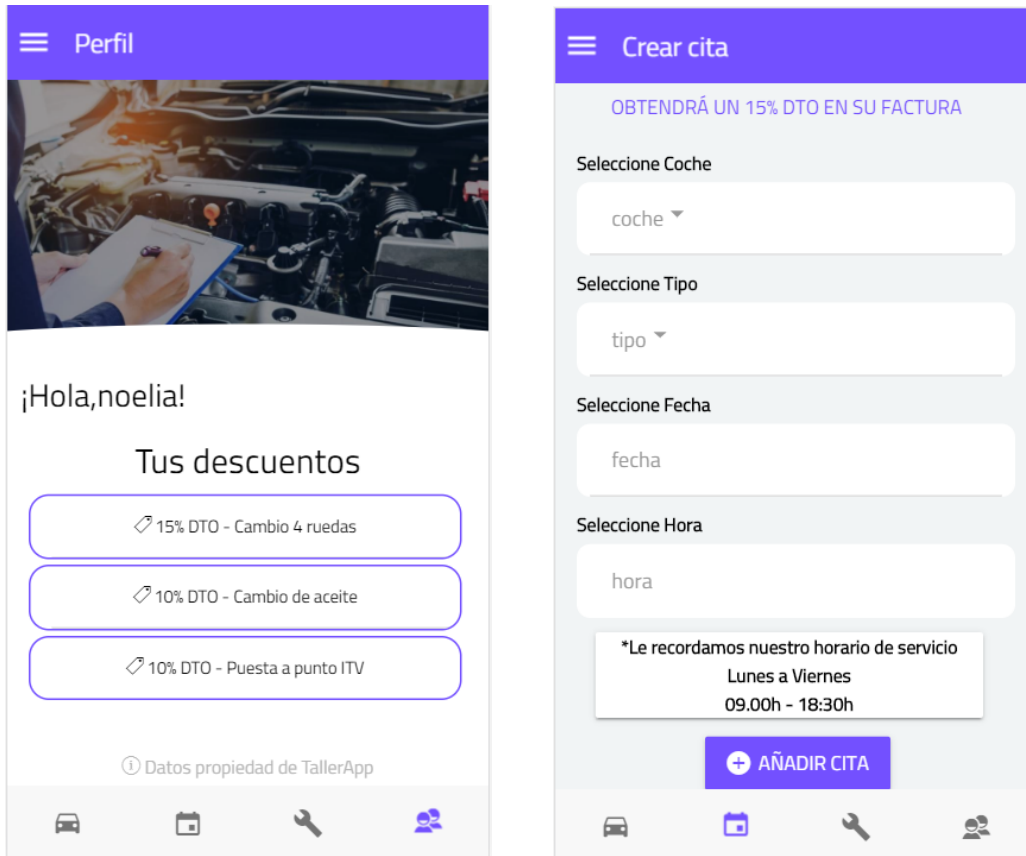 Perfil
¡Hola,noelia!
Tus descuentos
15% DTO - Cambio 4 ruedas
10% DTO - Cambio de aceite
10% DTO - Puesta a punto ITV
Datos propiedad de TallerApp
Crear cita
OBTENDRÁ UN 15% DTO EN SU FACTURA
Seleccione Coche
coche
Seleccione Tipo
tipo
Seleccione Fecha
fecha
Seleccione Hora
hora
*Le recordamos nuestro horario de servicio
Lunes a Viernes
09.00h - 18:30h
AÑADIR CITA